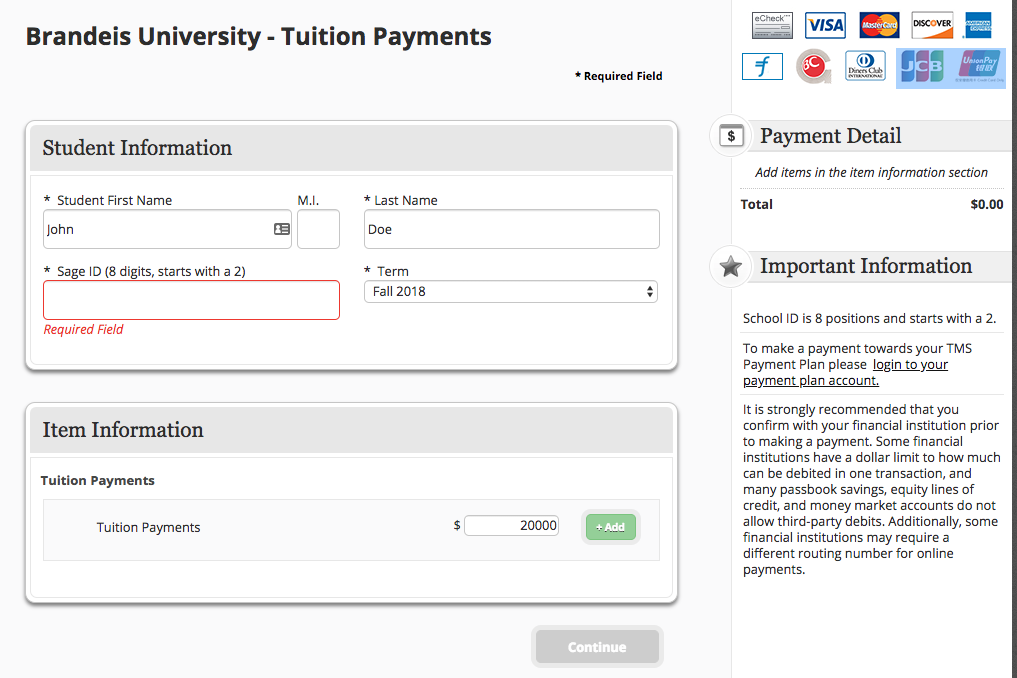 Brandeis University - Tuition Payments
* Required Field
Student Information
* Student First Name
M.I.
* Last Name
John
Doe
* Sage ID (8 digits, starts with a 2)
* Term
Fall 2018
Required Field
Item Information
Tuition Payments
Tuition Payments
$ 20000
+ Add
Continue
eCheck
VISA
MasterCard
DISCOVER
AMERICAN EXPRESS
BC
Diners Club
INTERNATIONAL
JCB
UnionPay
银联
$
Payment Detail
Add items in the item information section
Total $0.00
Important Information
School ID is 8 positions and starts with a 2.
To make a payment towards your TMS
Payment Plan please login to your
payment plan account.
It is strongly recommended that you
confirm with your financial institution prior
to making a payment. Some financial
institutions have a dollar limit to how much
can be debited in one transaction, and
many passbook savings, equity lines of
credit, and money market accounts do not
allow third-party debits. Additionally, some
financial institutions may require a
different routing number for online
payments.